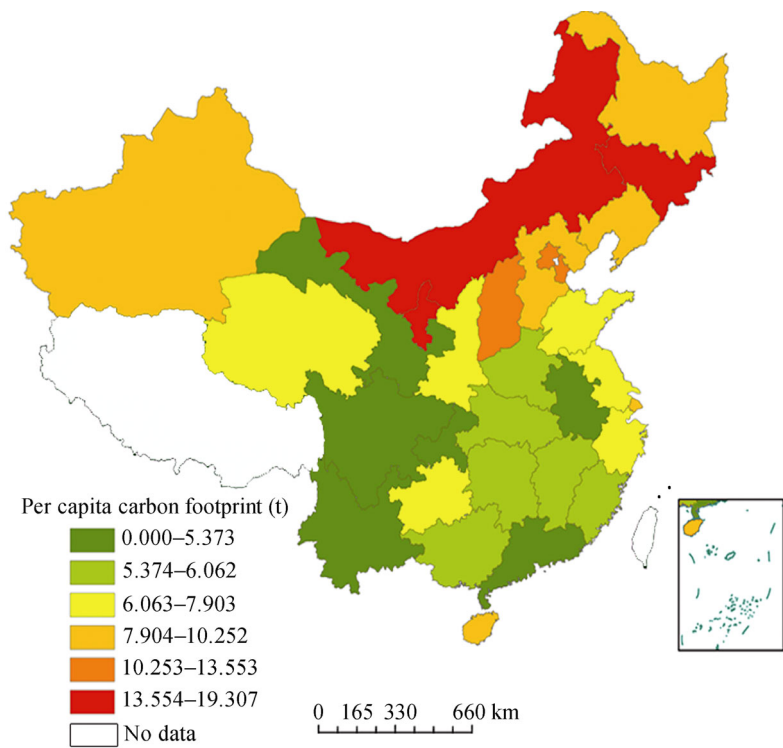 Per capita carbon footprint (t)
0.000–5.373
5.374–6.062
6.063–7.903
7.904–10.252
10.253–13.553
13.554–19.307
No data
0 165 330 660 km